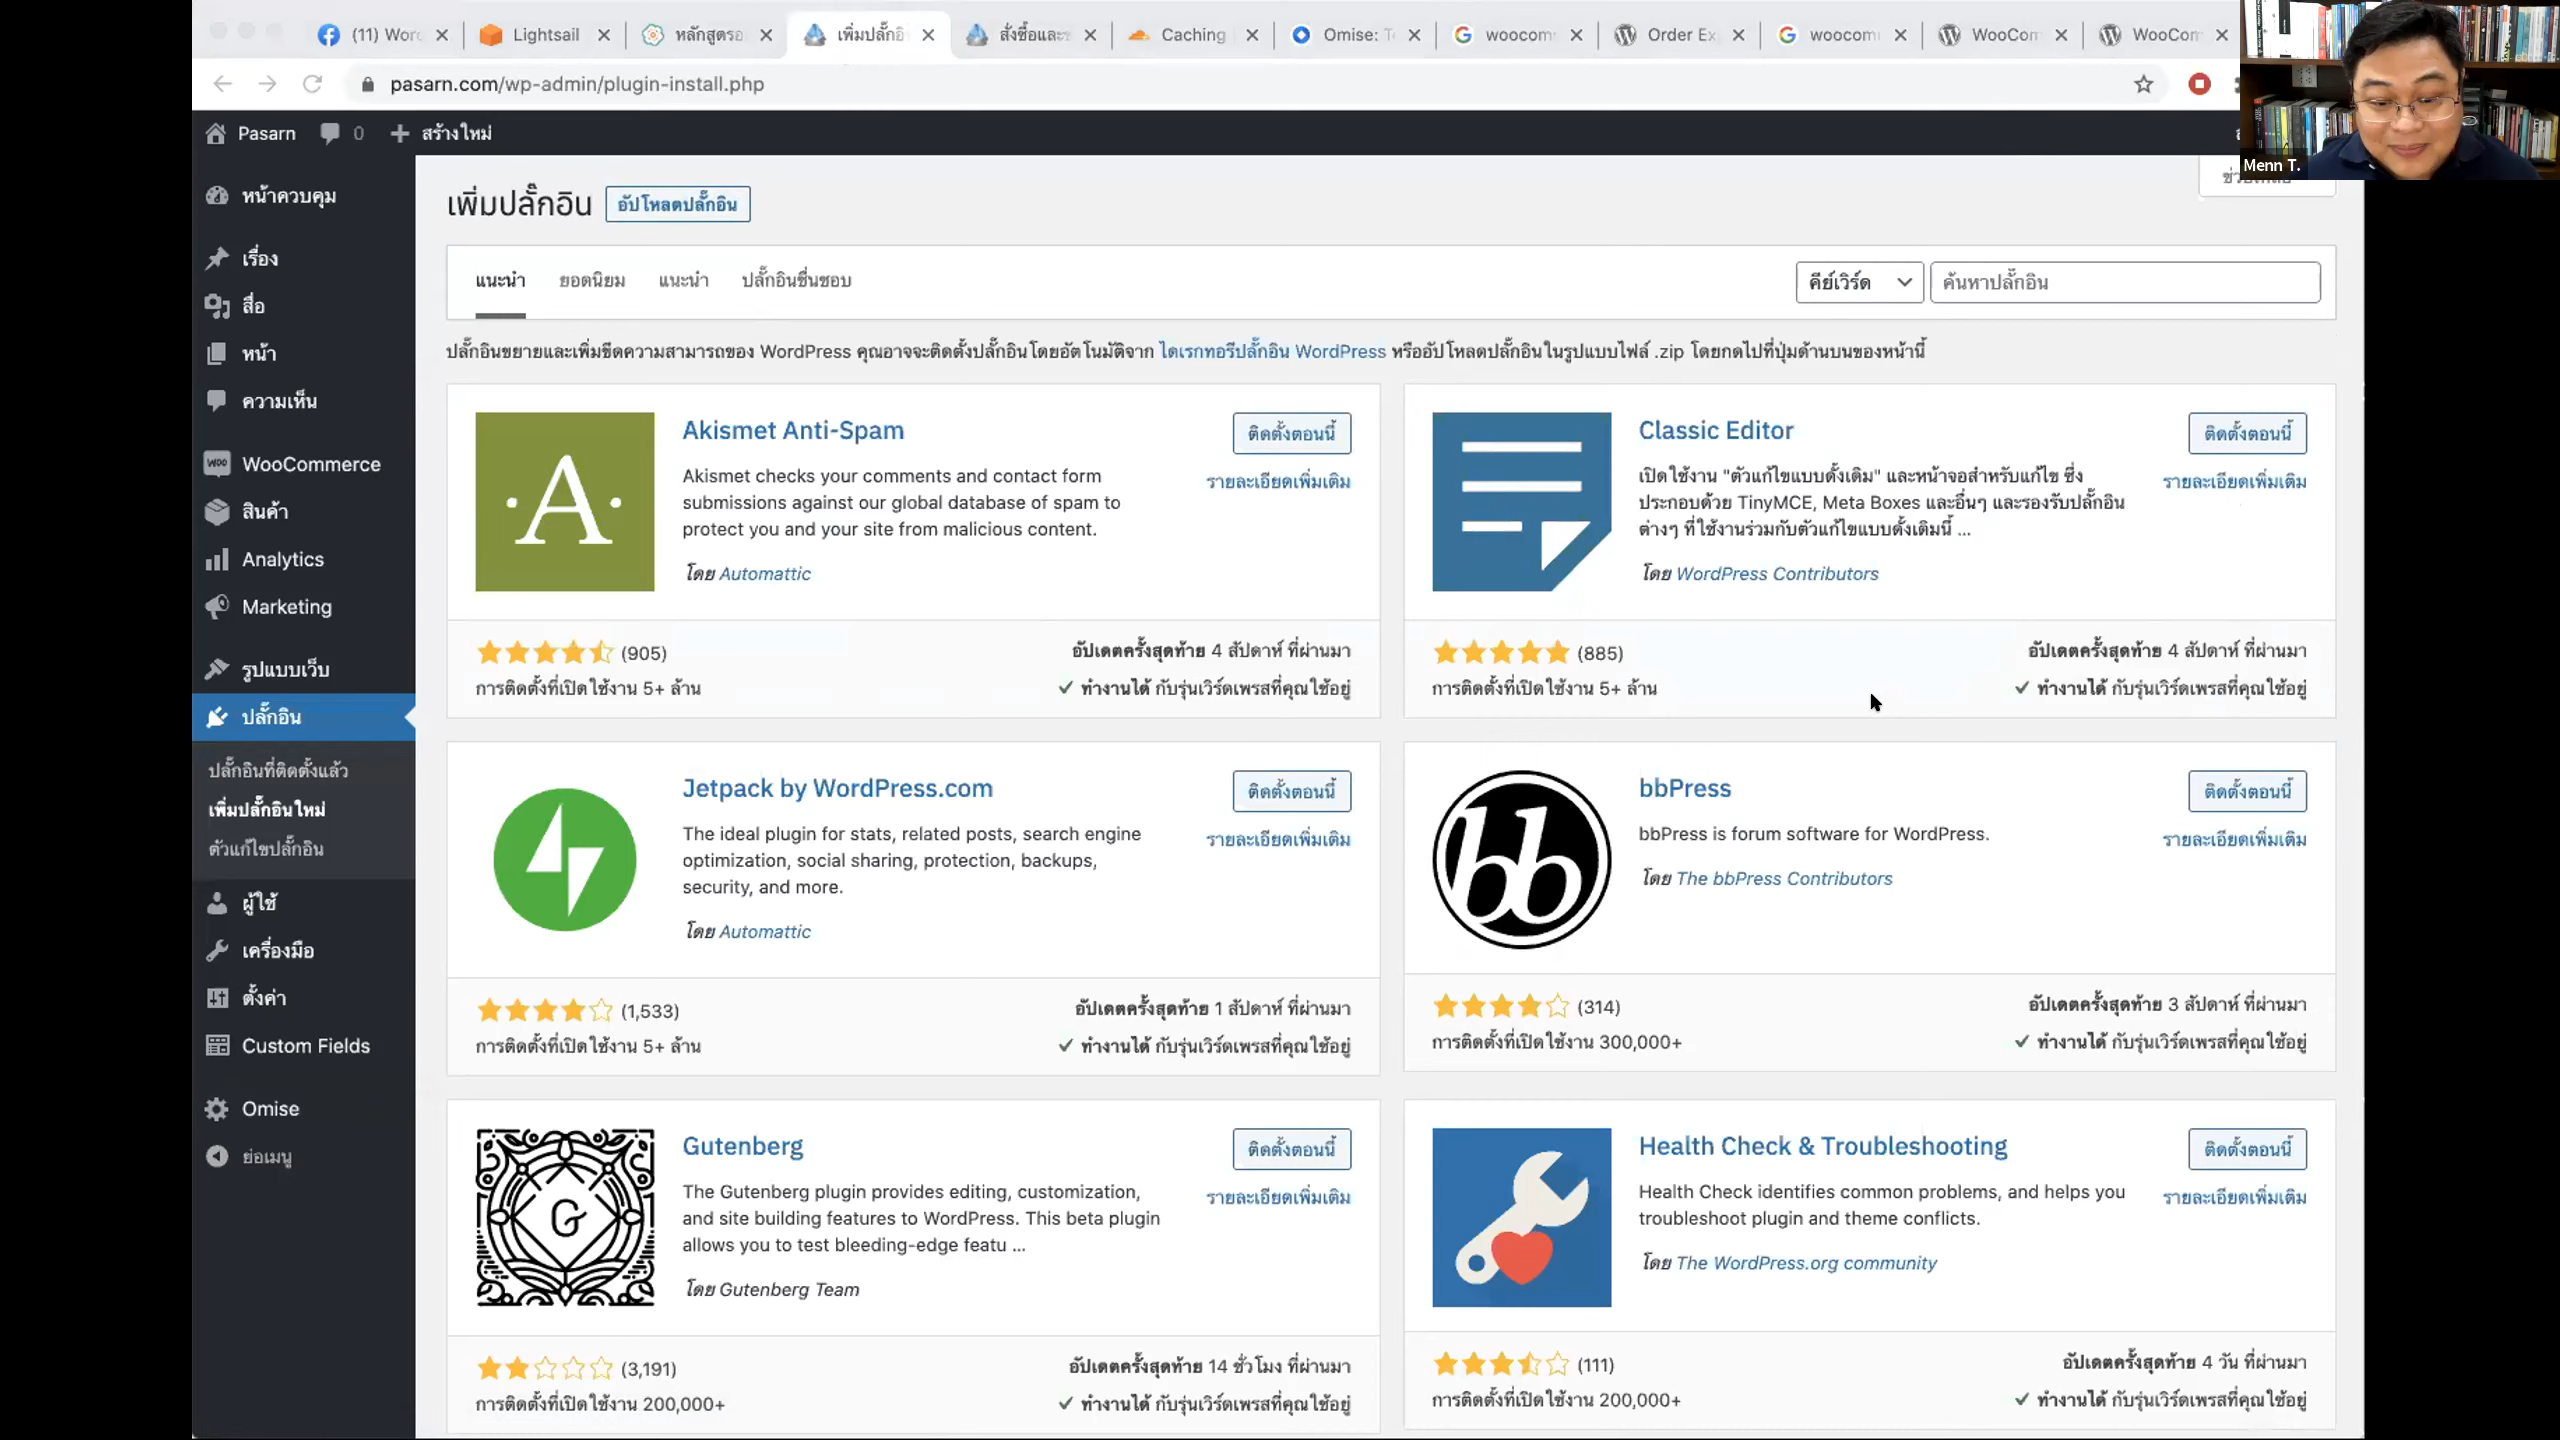 (11) Worc
Lightsail
หลักสูตรอ
เพิ่มปลั๊กอิ
สั่งซื้อและ
Caching
Omise: T
woocom
Order Ex
woocom
WooCom
WooCom
pasarn.com/wp-admin/plugin-install.php
Menn T.
Pasarn
0
สร้างใหม่
หน้าควบคุม
เรื่อง
สื่อ
หน้า
ความเห็น
WooCommerce
สินค้า
Analytics
Marketing
รูปแบบเว็บ
ปลั๊กอิน
ปลั๊กอินที่ติดตั้งแล้ว
เพิ่มปลั๊กอินใหม่
ตัวแก้ไขปลั๊กอิน
ผู้ใช้
เครื่องมือ
ตั้งค่า
Custom Fields
Omise
ย่อเมนู
เพิ่มปลั๊กอิน
อัปโหลดปลั๊กอิน
แนะนำ
ยอดนิยม
แนะนำ
ปลั๊กอินชื่นชอบ
คีย์เวิร์ด
ค้นหาปลั๊กอิน
ปลั๊กอินขยายและเพิ่มขีดความสามารถของ WordPress คุณอาจจะติดตั้งปลั๊กอินโดยอัตโนมัติจาก ไดเรกทอรีปลั๊กอิน WordPress หรืออัปโหลดปลั๊กอินในรูปแบบไฟล์ .zip โดยกดไปที่ปุ่มด้านบนของหน้านี้
A
Akismet Anti-Spam
ติดตั้งตอนนี้
รายละเอียดเพิ่มเติม
Akismet checks your comments and contact form
submissions against our global database of spam to
protect you and your site from malicious content.
โดย Automattic
(905)
อัปเดตครั้งสุดท้าย 4 สัปดาห์ ที่ผ่านมา
การติดตั้งที่เปิดใช้งาน 5+ ล้าน
ทำงานได้ กับรุ่นเวิร์ดเพรสที่คุณใช้อยู่
Classic Editor
ติดตั้งตอนนี้
รายละเอียดเพิ่มเติม
เปิดใช้งาน "ตัวแก้ไขแบบดั้งเดิม" และหน้าจอสำหรับแก้ไข ซึ่ง
ประกอบด้วย TinyMCE, Meta Boxes และอื่นๆ และรองรับปลั๊กอิน
ต่างๆ ที่ใช้งานร่วมกับตัวแก้ไขแบบดั้งเดิมนี้ ...
โดย WordPress Contributors
(885)
อัปเดตครั้งสุดท้าย 4 สัปดาห์ ที่ผ่านมา
การติดตั้งที่เปิดใช้งาน 5+ ล้าน
ทำงานได้ กับรุ่นเวิร์ดเพรสที่คุณใช้อยู่
Jetpack by WordPress.com
ติดตั้งตอนนี้
รายละเอียดเพิ่มเติม
The ideal plugin for stats, related posts, search engine
optimization, social sharing, protection, backups,
security, and more.
โดย Automattic
(1,533)
อัปเดตครั้งสุดท้าย 1 สัปดาห์ ที่ผ่านมา
การติดตั้งที่เปิดใช้งาน 5+ ล้าน
ทำงานได้ กับรุ่นเวิร์ดเพรสที่คุณใช้อยู่
bb
bbPress
ติดตั้งตอนนี้
รายละเอียดเพิ่มเติม
bbPress is forum software for WordPress.
โดย The bbPress Contributors
(314)
อัปเดตครั้งสุดท้าย 3 สัปดาห์ ที่ผ่านมา
การติดตั้งที่เปิดใช้งาน 300,000+
ทำงานได้ กับรุ่นเวิร์ดเพรสที่คุณใช้อยู่
G
Gutenberg
ติดตั้งตอนนี้
รายละเอียดเพิ่มเติม
The Gutenberg plugin provides editing, customization,
and site building features to WordPress. This beta plugin
allows you to test bleeding-edge featu ...
โดย Gutenberg Team
(3,191)
อัปเดตครั้งสุดท้าย 14 ชั่วโมง ที่ผ่านมา
การติดตั้งที่เปิดใช้งาน 200,000+
ทำงานได้ กับรุ่นเวิร์ดเพรสที่คุณใช้อยู่
Health Check & Troubleshooting
ติดตั้งตอนนี้
รายละเอียดเพิ่มเติม
Health Check identifies common problems, and helps you
troubleshoot plugin and theme conflicts.
โดย The WordPress.org community
(111)
อัปเดตครั้งสุดท้าย 4 วัน ที่ผ่านมา
การติดตั้งที่เปิดใช้งาน 200,000+
ทำงานได้ กับรุ่นเวิร์ดเพรสที่คุณใช้อยู่